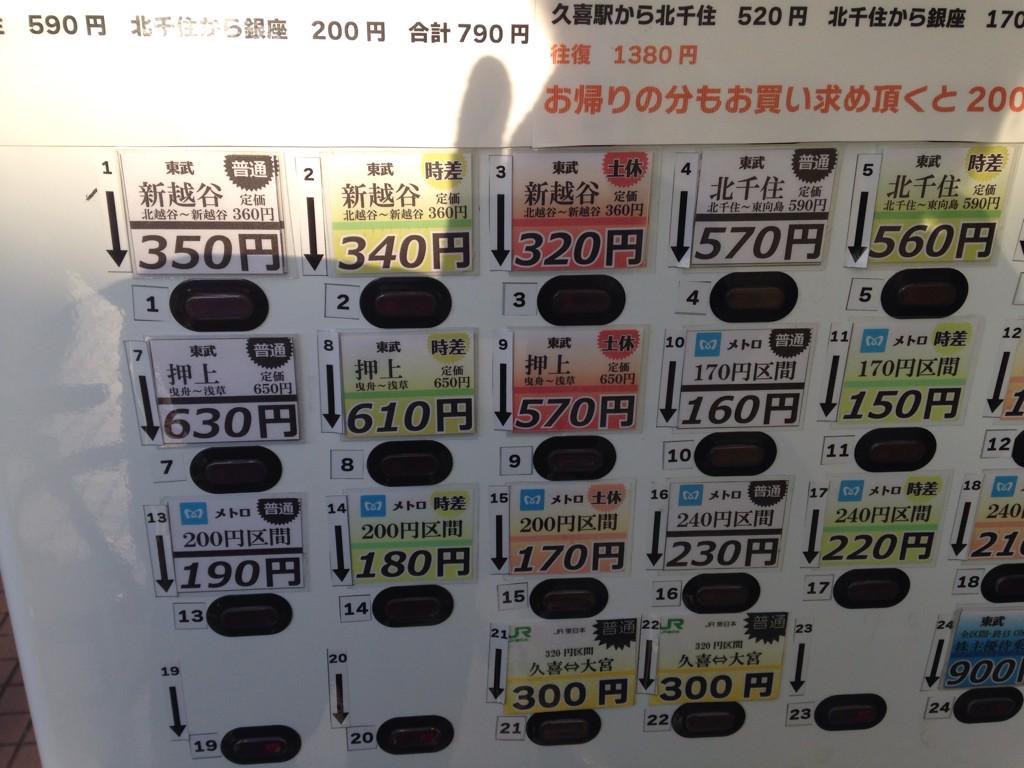 590円 北千住から銀座 200円 合計790円
久喜駅から北千住 520円 北千住から銀座 170
往復 1380円
お帰りの分もお買い求め頂くと200
1 東武 普通
新越谷 定価
北越谷～新越谷 360円
350円
1
2 東武 時差
新越谷 定価
北越谷～新越谷 360円
340円
2
3 東武 土休
新越谷 定価
北越谷～新越谷 360円
320円
3
4 東武 普通
北千住 定価
北千住～東向島 590円
570円
4
5 東武 時差
北千住 定価
北千住～東向島 590円
560円
5
7 東武 普通
押上 定価
曳舟～浅草 650円
630円
7
8 東武 時差
押上 定価
曳舟～浅草 650円
610円
8
9 東武 土休
押上 定価
曳舟～浅草 650円
570円
9
10 メトロ 普通
170円区間
160円
10
11 メトロ 時差
170円区間
150円
11
12
12
13 メトロ 普通
200円区間
190円
13
14 メトロ 時差
200円区間
180円
14
15 メトロ 土休
200円区間
170円
15
16 メトロ 普通
240円区間
230円
16
17 メトロ 時差
240円区間
220円
17
18
240
210
18
19
19
20
20
21 JR JR東日本 普通
320円区間
久喜⇔大宮
300円
21
22 JR JR東日本 普通
320円区間
久喜⇔大宮
300円
22
23
23
24 東武
全区間・終日
株主優待乗
900円
24